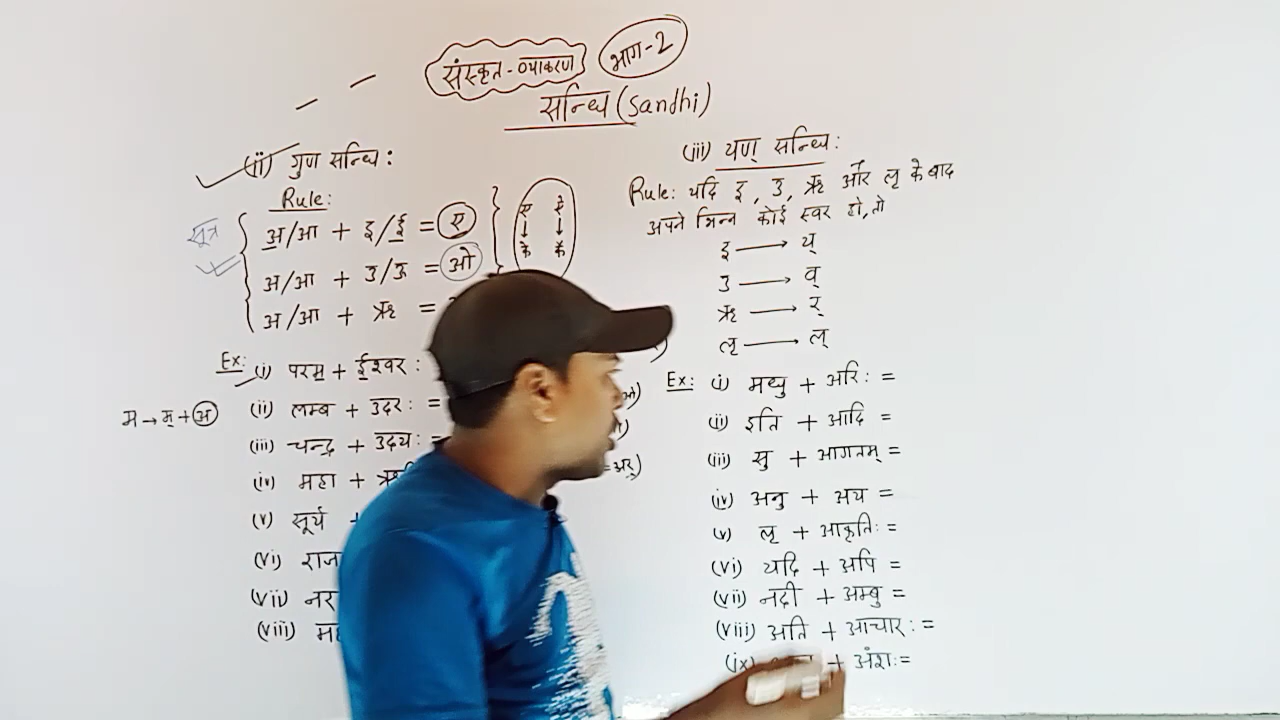 संस्कृत - व्याकरण भाग-2
सन्धि (Sandhi)
(ii) गुण सन्धि :
Rule:
सूत्र
अ/आ + इ/ई = ए
अ/आ + उ/ऊ = ओ
अ/आ + ऋ =
ए ऐ
↓ ↓
के कै
Ex: (i) परम + ईश्वर :
म → म् + अ
(ii) लम्ब + उदर: =
(iii) चन्द्र + उदय: =
(iv) महा +
= अर्)
(v) सूर्य +
(vi) राज
(vii) नर
(viii)
(iii) यण् सन्धि :
Rule: यदि इ, उ, ऋ और लृ के बाद
अपने भिन्न कोई स्वर हो, तो
इ → य्
उ → व्
ऋ → र्
लृ → ल्
Ex: (i) मधु + अरि: =
(ii) इति + आदि =
(iii) सु + आगतम् =
(iv) अनु + अय =
(v) लृ + आकृति: =
(vi) यदि + अपि =
(vii) नदी + अम्बु =
(viii) अति + आचार : =
(ix) + अंश: =